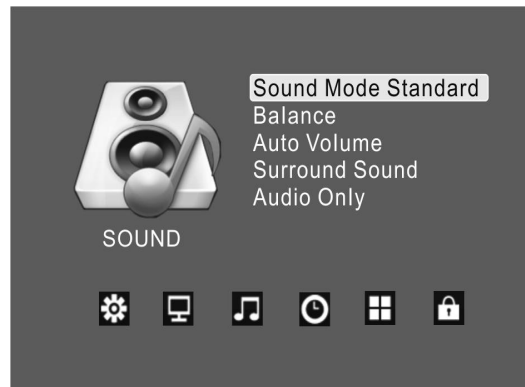 Sound Mode Standard
Balance
Auto Volume
Surround Sound
Audio Only
SOUND